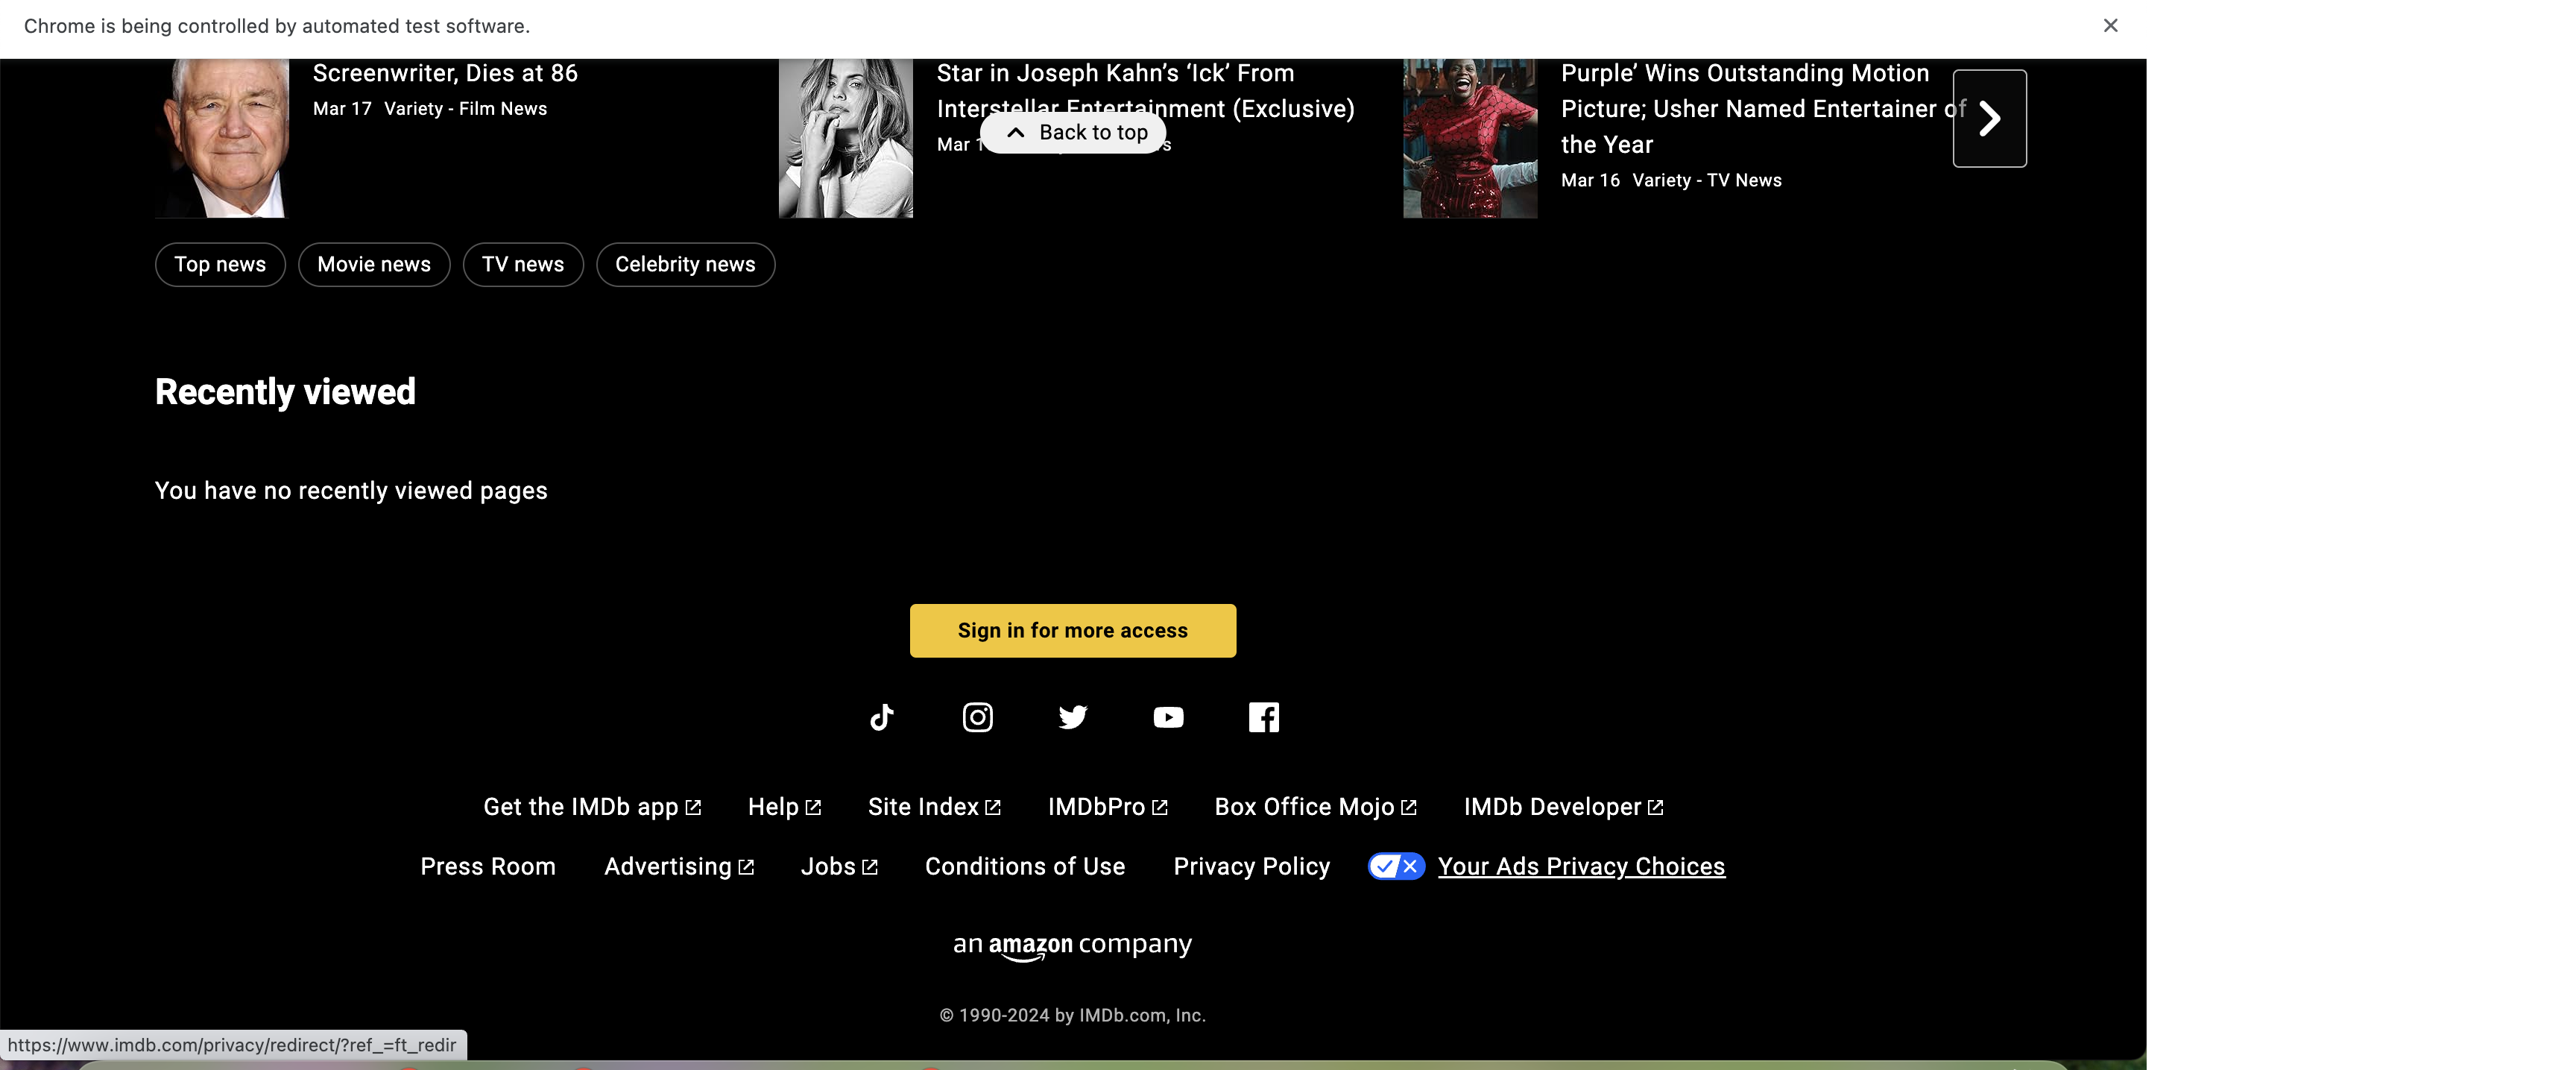 Chrome is being controlled by automated test software.
Screenwriter, Dies at 86
Mar 17 Variety - Film News
Star in Joseph Kahn’s ‘Ick’ From
Interstellar Entertainment (Exclusive)
Mar 1
Back to top
Purple’ Wins Outstanding Motion
Picture; Usher Named Entertainer of
the Year
Mar 16 Variety - TV News
Top news Movie news TV news Celebrity news
Recently viewed
You have no recently viewed pages
Sign in for more access
Get the IMDb app Help Site Index IMDbPro Box Office Mojo IMDb Developer
Press Room Advertising Jobs Conditions of Use Privacy Policy Your Ads Privacy Choices
an amazon company
© 1990-2024 by IMDb.com, Inc.
https://www.imdb.com/privacy/redirect/?ref_=ft_redir